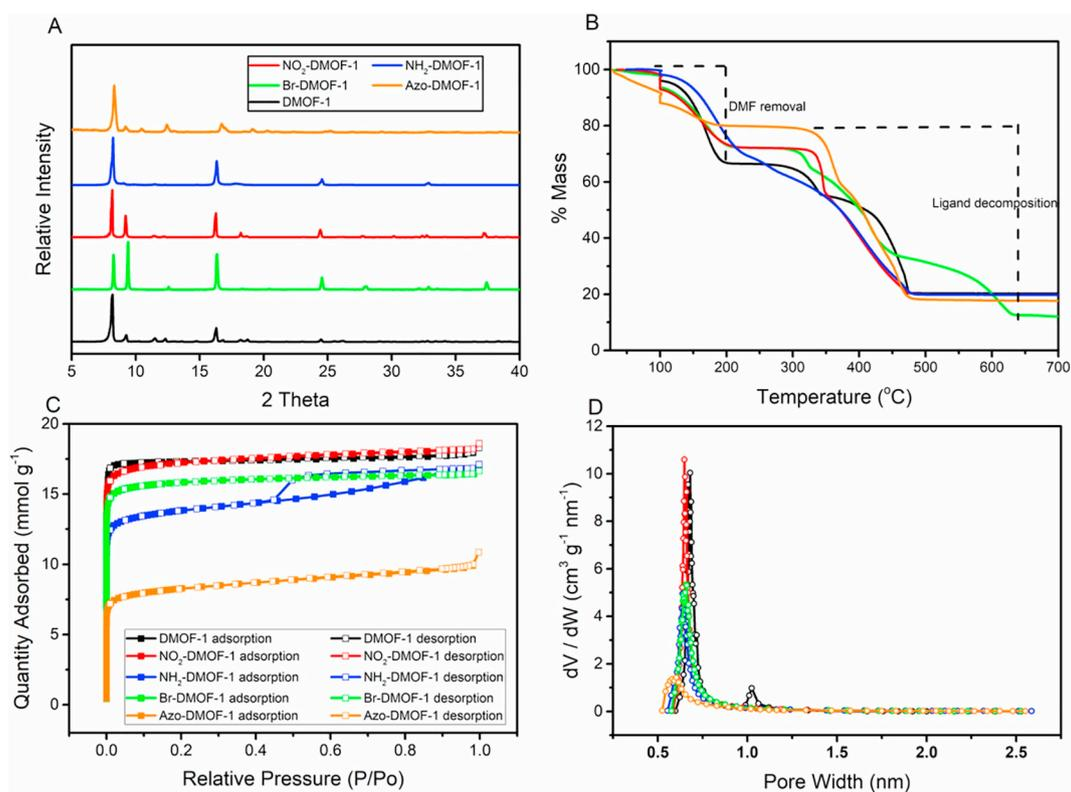 A
NO2-DMOF-1 NH2-DMOF-1
Br-DMOF-1 Azo-DMOF-1
DMOF-1
Relative Intensity
5 10 15 20 25 30 35 40
2 Theta
B
100
80
60
40
20
0
% Mass
DMF removal
Ligand decomposition
100 200 300 400 500 600 700
Temperature (oC)
C
20
15
10
5
0
Quantity Adsorbed (mmol g-1)
DMOF-1 adsorption DMOF-1 desorption
NO2-DMOF-1 adsorption NO2-DMOF-1 desorption
NH2-DMOF-1 adsorption NH2-DMOF-1 desorption
Br-DMOF-1 adsorption Br-DMOF-1 desorption
Azo-DMOF-1 adsorption Azo-DMOF-1 desorption
0.0 0.2 0.4 0.6 0.8 1.0
Relative Pressure (P/Po)
D
12
10
8
6
4
2
0
dV / dW (cm3 g-1 nm-1)
0.5 1.0 1.5 2.0 2.5
Pore Width (nm)